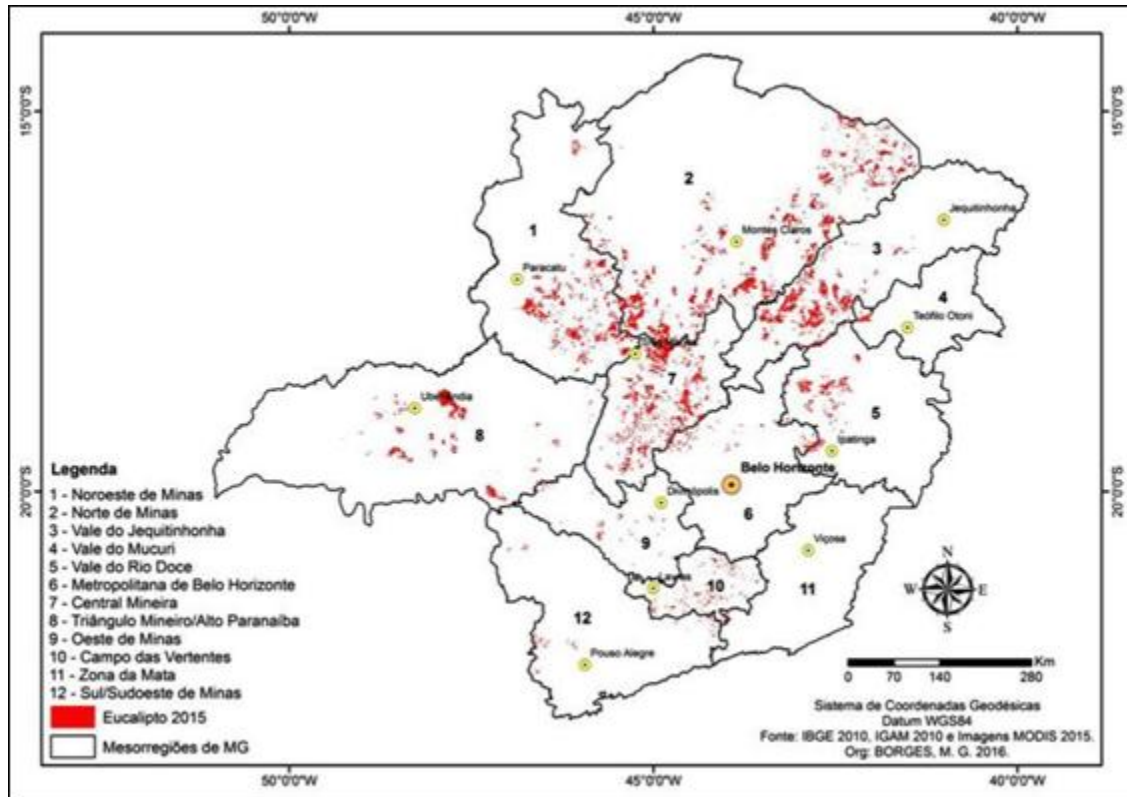 50°0'0"W 45°0'0"W 40°0'0"W
15°0'0"S 15°0'0"S
2
Jequitinhonha
1
Montes Claros
3
Paracatu
4
Teófilo Otoni
7
Uberlândia
5
8
Ipatinga
Belo Horizonte
Legenda
20°0'0"S 20°0'0"S
1 - Noroeste de Minas
Divinópolis
2 - Norte de Minas
6
3 - Vale do Jequitinhonha
9
Viçosa
4 - Vale do Mucuri
5 - Vale do Rio Doce
N
6 - Metropolitana de Belo Horizonte
Lavras
W E
7 - Central Mineira
10
11
8 - Triângulo Mineiro/Alto Paranaíba
12
S
9 - Oeste de Minas
10 - Campo das Vertentes
Pouso Alegre
11 - Zona da Mata
Km
0 70 140 280
12 - Sul/Sudoeste de Minas
Eucalipto 2015
Mesorregiões de MG
Sistema de Coordenadas Geodésicas
Datum WGS84
Fonte: IBGE 2010, IGAM 2010 e Imagens MODIS 2015.
Org: BORGES, M. G. 2016.
50°0'0"W 45°0'0"W 40°0'0"W